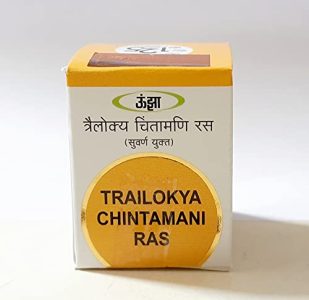 ऊंझा
त्रैलोक्य चिंतामणि रस
(सुवर्ण युक्त)
TRAILOKYA
CHINTAMANI
RAS